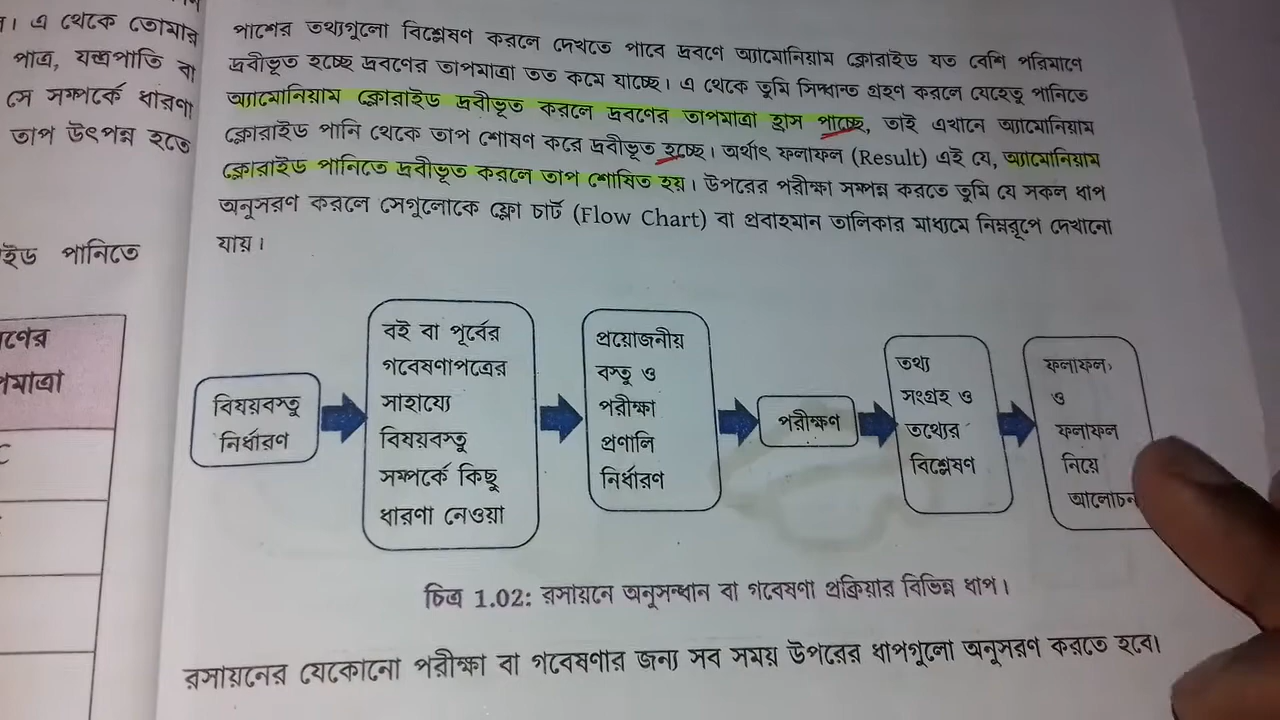 এ থেকে তোমার
পাত্র, যন্ত্রপাতি বা
সে সম্পর্কে ধারণা
তাপ উৎপন্ন হতে
ইড পানিতে
ণের
পমাত্রা
C
পাশের তথ্যগুলো বিশ্লেষণ করলে দেখতে পাবে দ্রবণে অ্যামোনিয়াম ক্লোরাইড যত বেশি পরিমাণে
দ্রবীভূত হচ্ছে দ্রবণের তাপমাত্রা তত কমে যাচ্ছে। এ থেকে তুমি সিদ্ধান্ত গ্রহণ করলে যেহেতু পানিতে
অ্যামোনিয়াম ক্লোরাইড দ্রবীভূত করলে দ্রবণের তাপমাত্রা হ্রাস পাচ্ছে, তাই এখানে অ্যামোনিয়াম
ক্লোরাইড পানি থেকে তাপ শোষণ করে দ্রবীভূত হচ্ছে। অর্থাৎ ফলাফল (Result) এই যে, অ্যামোনিয়াম
ক্লোরাইড পানিতে দ্রবীভূত করলে তাপ শোষিত হয়। উপরের পরীক্ষা সম্পন্ন করতে তুমি যে সকল ধাপ
অনুসরণ করলে সেগুলোকে ফ্লো চার্ট (Flow Chart) বা প্রবাহমান তালিকার মাধ্যমে নিম্নরূপে দেখানো
যায়।
বিষয়বস্তু
নির্ধারণ
বই বা পূর্বের
গবেষণাপত্রের
সাহায্যে
বিষয়বস্তু
সম্পর্কে কিছু
ধারণা নেওয়া
প্রয়োজনীয়
বস্তু ও
পরীক্ষা
প্রণালি
নির্ধারণ
পরীক্ষণ
তথ্য
সংগ্রহ ও
তথ্যের
বিশ্লেষণ
ফলাফল
ও
ফলাফল
নিয়ে
আলোচন
চিত্র 1.02: রসায়নে অনুসন্ধান বা গবেষণা প্রক্রিয়ার বিভিন্ন ধাপ।
রসায়নের যেকোনো পরীক্ষা বা গবেষণার জন্য সব সময় উপরের ধাপগুলো অনুসরণ করতে হবে।